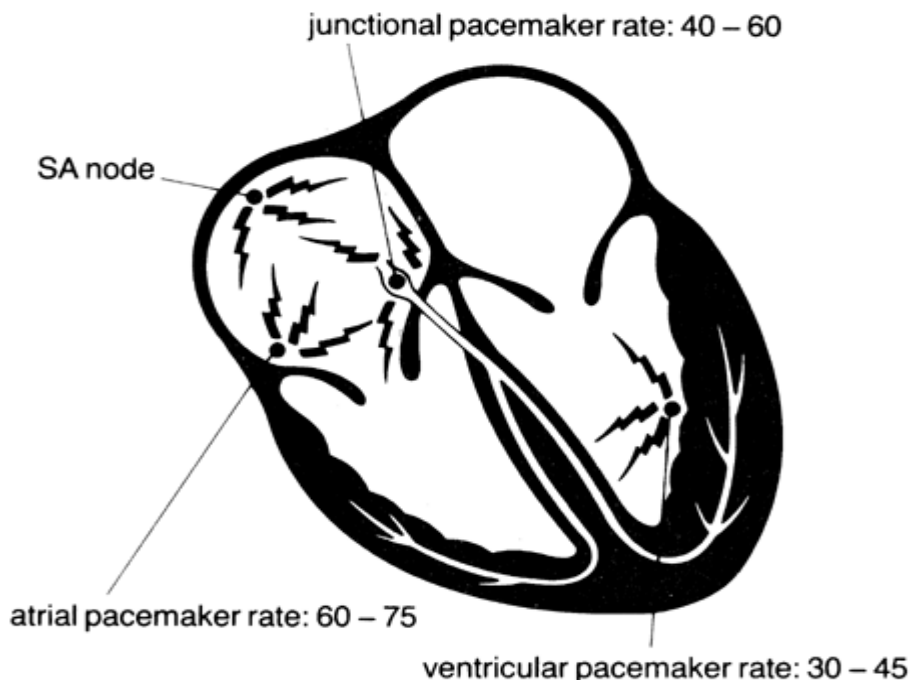 junctional pacemaker rate: 40 – 60
SA node
atrial pacemaker rate: 60 – 75
ventricular pacemaker rate: 30 – 45